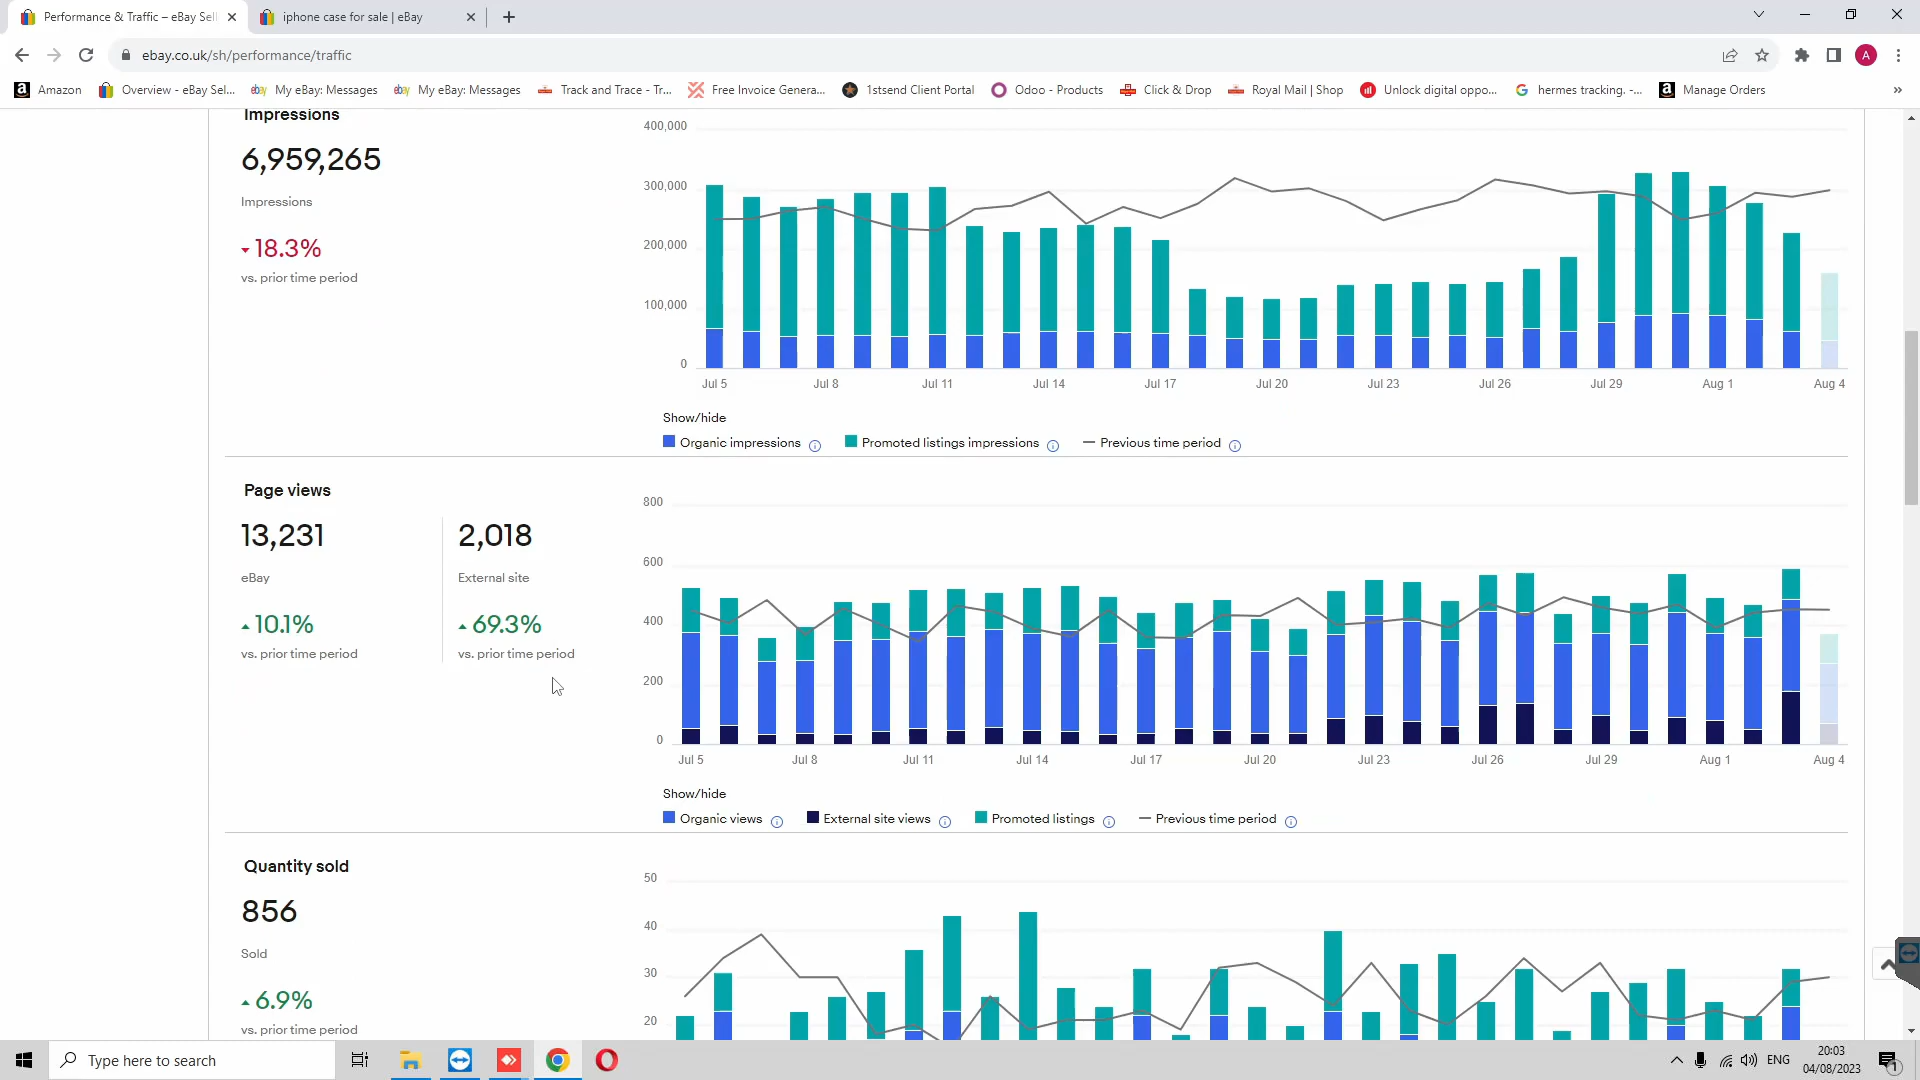 Performance & Traffic – eBay Sell
iphone case for sale | eBay
ebay.co.uk/sh/performance/traffic
A
Amazon
Overview - eBay Sel...
My eBay: Messages
My eBay: Messages
Track and Trace - Tr...
Free Invoice Genera...
1stsend Client Portal
Odoo - Products
Click & Drop
Royal Mail | Shop
Unlock digital oppo...
hermes tracking. -...
Manage Orders
»
Impressions
6,959,265
Impressions
18.3%
vs. prior time period
400,000
300,000
200,000
100,000
0
Jul 5 Jul 8 Jul 11 Jul 14 Jul 17 Jul 20 Jul 23 Jul 26 Jul 29 Aug 1 Aug 4
Show/hide
Organic impressions Promoted listings impressions Previous time period
Page views
13,231
eBay
10.1%
vs. prior time period
2,018
External site
69.3%
vs. prior time period
800
600
400
200
0
Jul 5 Jul 8 Jul 11 Jul 14 Jul 17 Jul 20 Jul 23 Jul 26 Jul 29 Aug 1 Aug 4
Show/hide
Organic views External site views Promoted listings Previous time period
Quantity sold
856
Sold
6.9%
vs. prior time period
50
40
30
20
Type here to search
ENG
20:03
04/08/2023
1